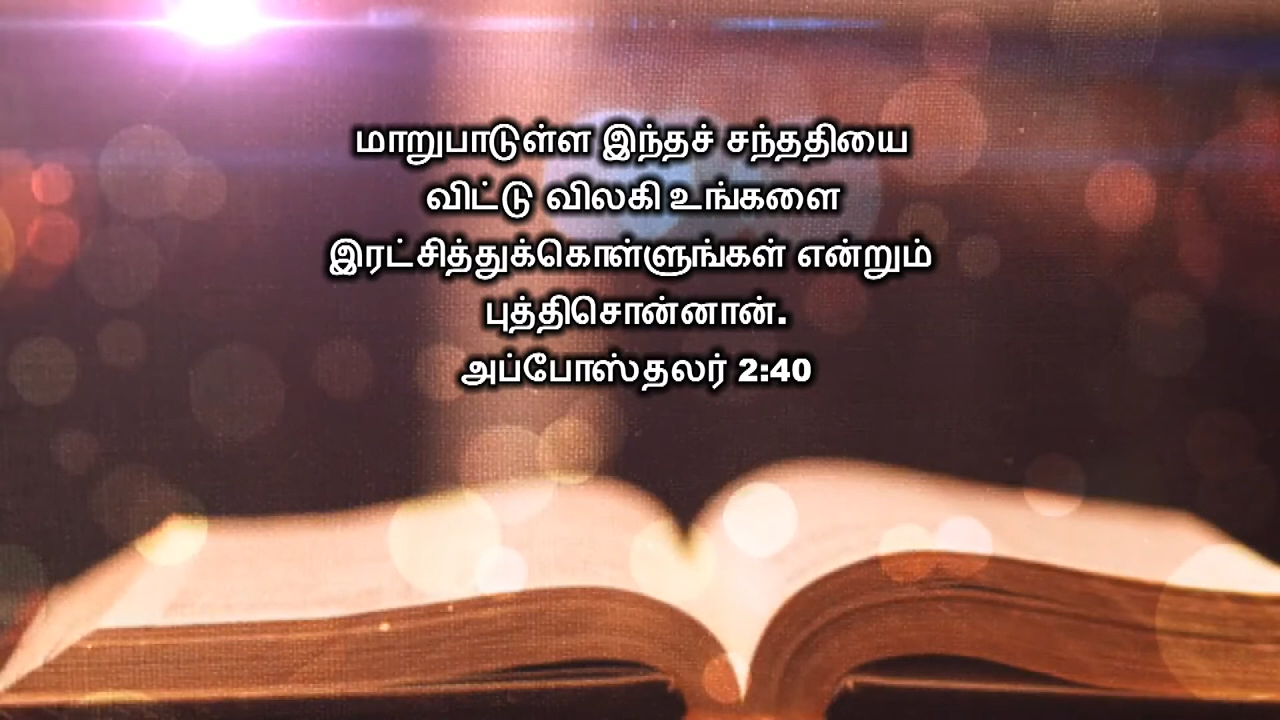 மாறுபாடுள்ள இந்தச் சந்ததியை
விட்டு விலகி உங்களை
இரட்சித்துக்கொள்ளுங்கள் என்றும்
புத்திசொன்னான்.
அப்போஸ்தலர் 2:40